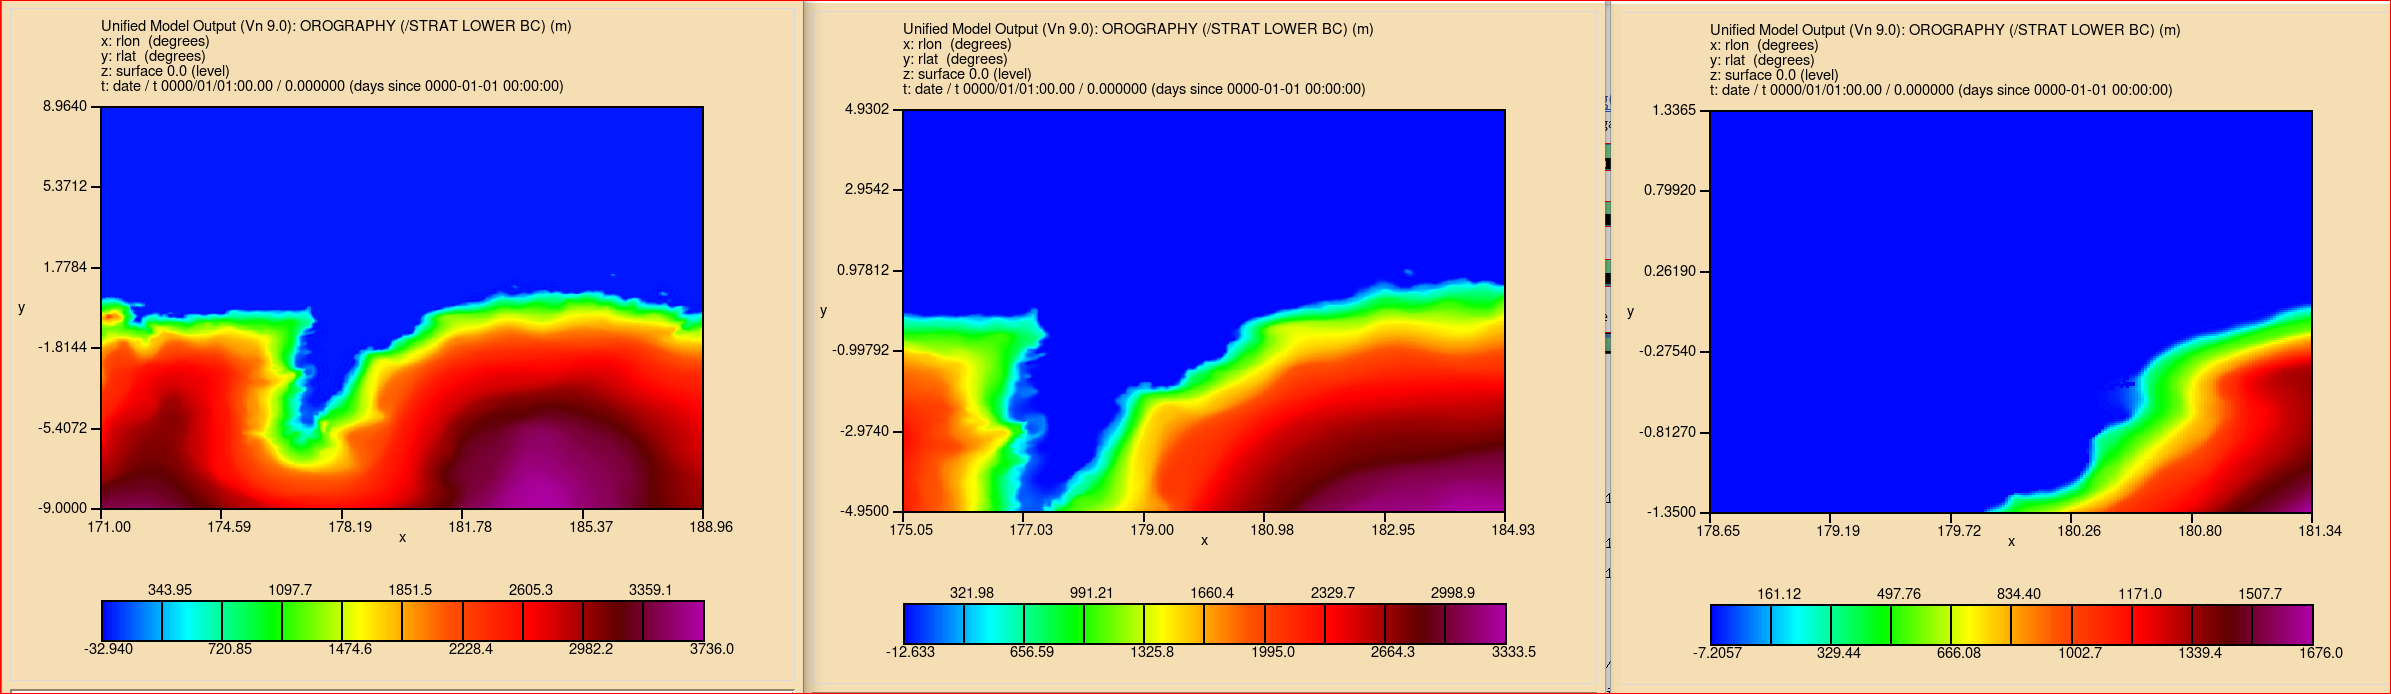 Unified Model Output (Vn 9.0): OROGRAPHY (/STRAT LOWER BC) (m)
x: rlon (degrees)
y: rlat (degrees)
z: surface 0.0 (level)
t: date / t 0000/01/01:00.00 / 0.000000 (days since 0000-01-01 00:00:00)
8.9640
5.3712
1.7784
y
-1.8144
-5.4072
-9.0000
171.00 174.59 178.19 181.78 185.37 188.96
x
343.95 1097.7 1851.5 2605.3 3359.1
-32.940 720.85 1474.6 2228.4 2982.2 3736.0
Unified Model Output (Vn 9.0): OROGRAPHY (/STRAT LOWER BC) (m)
x: rlon (degrees)
y: rlat (degrees)
z: surface 0.0 (level)
t: date / t 0000/01/01:00.00 / 0.000000 (days since 0000-01-01 00:00:00)
4.9302
2.9542
0.97812
y
-0.99792
-2.9740
-4.9500
175.05 177.03 179.00 180.98 182.95 184.93
x
321.98 991.21 1660.4 2329.7 2998.9
-12.633 656.59 1325.8 1995.0 2664.3 3333.5
Unified Model Output (Vn 9.0): OROGRAPHY (/STRAT LOWER BC) (m)
x: rlon (degrees)
y: rlat (degrees)
z: surface 0.0 (level)
t: date / t 0000/01/01:00.00 / 0.000000 (days since 0000-01-01 00:00:00)
1.3365
0.79920
0.26190
y
-0.27540
-0.81270
-1.3500
178.65 179.19 179.72 180.26 180.80 181.34
x
161.12 497.76 834.40 1171.0 1507.7
-7.2057 329.44 666.08 1002.7 1339.4 1676.0